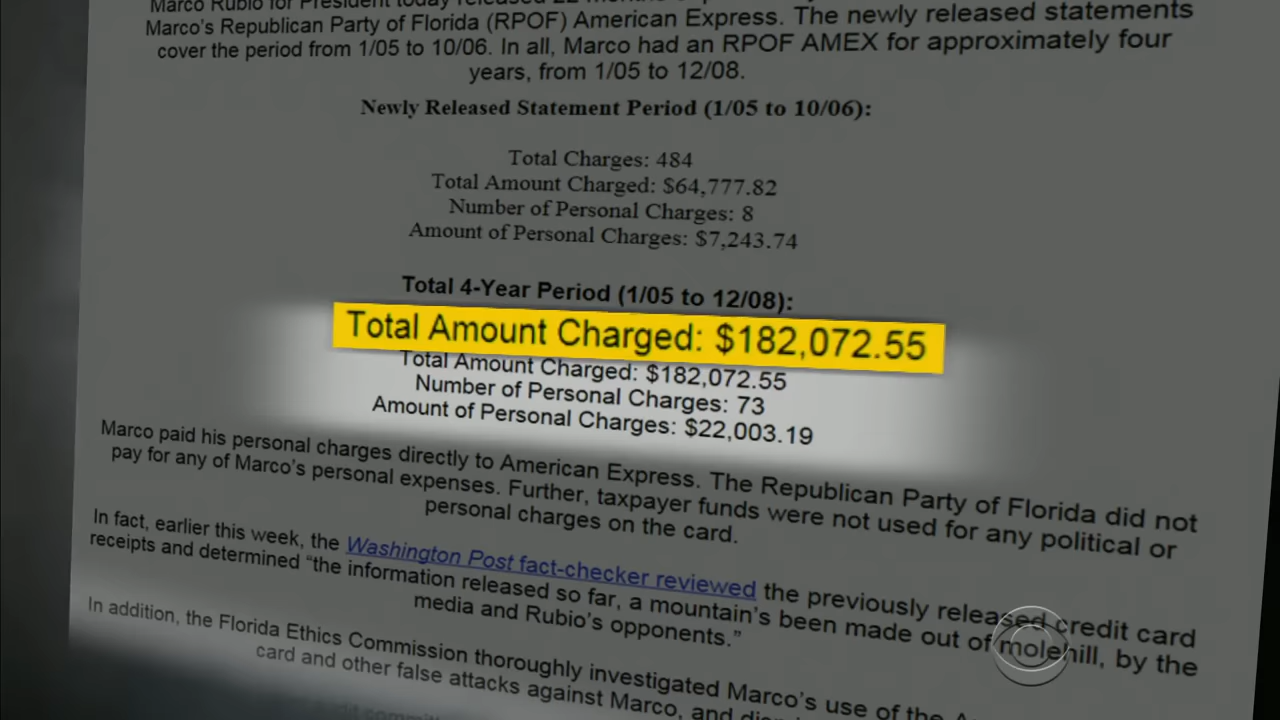 Marco Rubio for President today released 22 months
Marco's Republican Party of Florida (RPOF) American Express. The newly released statements
cover the period from 1/05 to 10/06. In all, Marco had an RPOF AMEX for approximately four
years, from 1/05 to 12/08.
Newly Released Statement Period (1/05 to 10/06):
Total Charges: 484
Total Amount Charged: $64,777.82
Number of Personal Charges: 8
Amount of Personal Charges: $7,243.74
Total 4-Year Period (1/05 to 12/08):
Total Amount Charged: $182,072.55
Total Amount Charged: $182,072.55
Number of Personal Charges: 73
Amount of Personal Charges: $22,003.19
Marco paid his personal charges directly to American Express. The Republican Party of Florida did not
pay for any of Marco's personal expenses. Further, taxpayer funds were not used for any political or
personal charges on the card.
In fact, earlier this week, the Washington Post fact-checker reviewed the previously released credit card
receipts and determined "the information released so far, a mountain's been made out of molehill, by the
media and Rubio's opponents."
In addition, the Florida Ethics Commission thoroughly investigated Marco's use of the
card and other false attacks against Marco, and